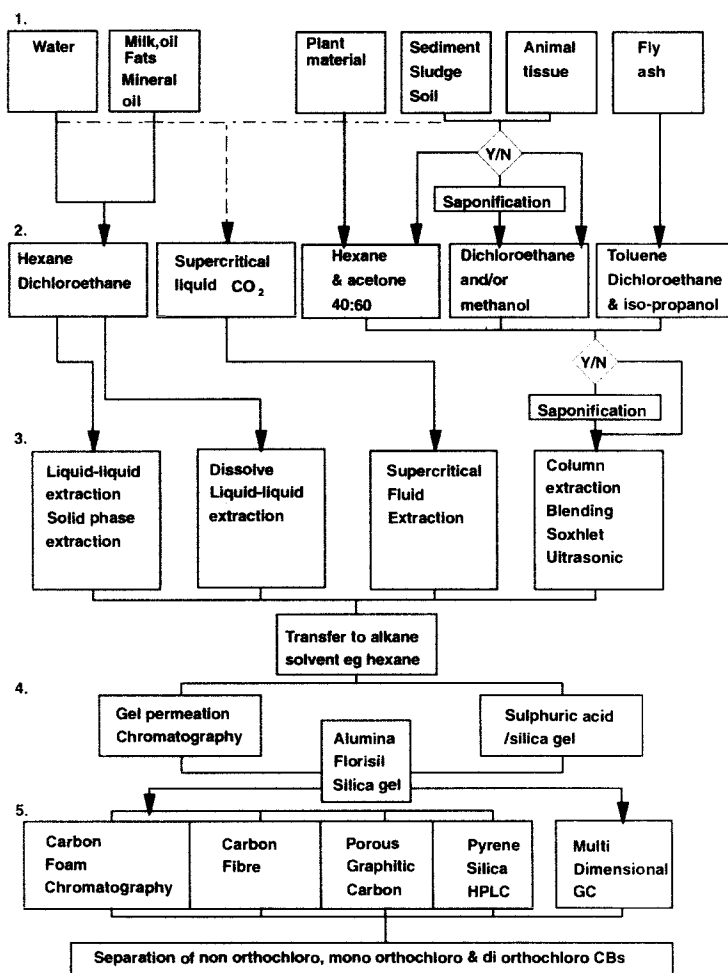 1.
Water
Milk,oil
Fats
Mineral
oil
Plant
material
Sediment
Sludge
Soil
Animal
tissue
Fly
ash
Y/N
Saponification
2.
Hexane
Dichloroethane
Supercritical
liquid CO2
Hexane
& acetone
40:60
Dichloroethane
and/or
methanol
Toluene
Dichloroethane
& iso-propanol
Y/N
Saponification
3.
Liquid-liquid
extraction
Solid phase
extraction
Dissolve
Liquid-liquid
extraction
Supercritical
Fluid
Extraction
Column
extraction
Blending
Soxhlet
Ultrasonic
Transfer to alkane
solvent eg hexane
4.
Gel permeation
Chromatography
Alumina
Florisil
Silica gel
Sulphuric acid
/silica gel
5.
Carbon
Foam
Chromatography
Carbon
Fibre
Porous
Graphitic
Carbon
Pyrene
Silica
HPLC
Multi
Dimensional
GC
Separation of non orthochloro, mono orthochloro & di orthochloro CBs